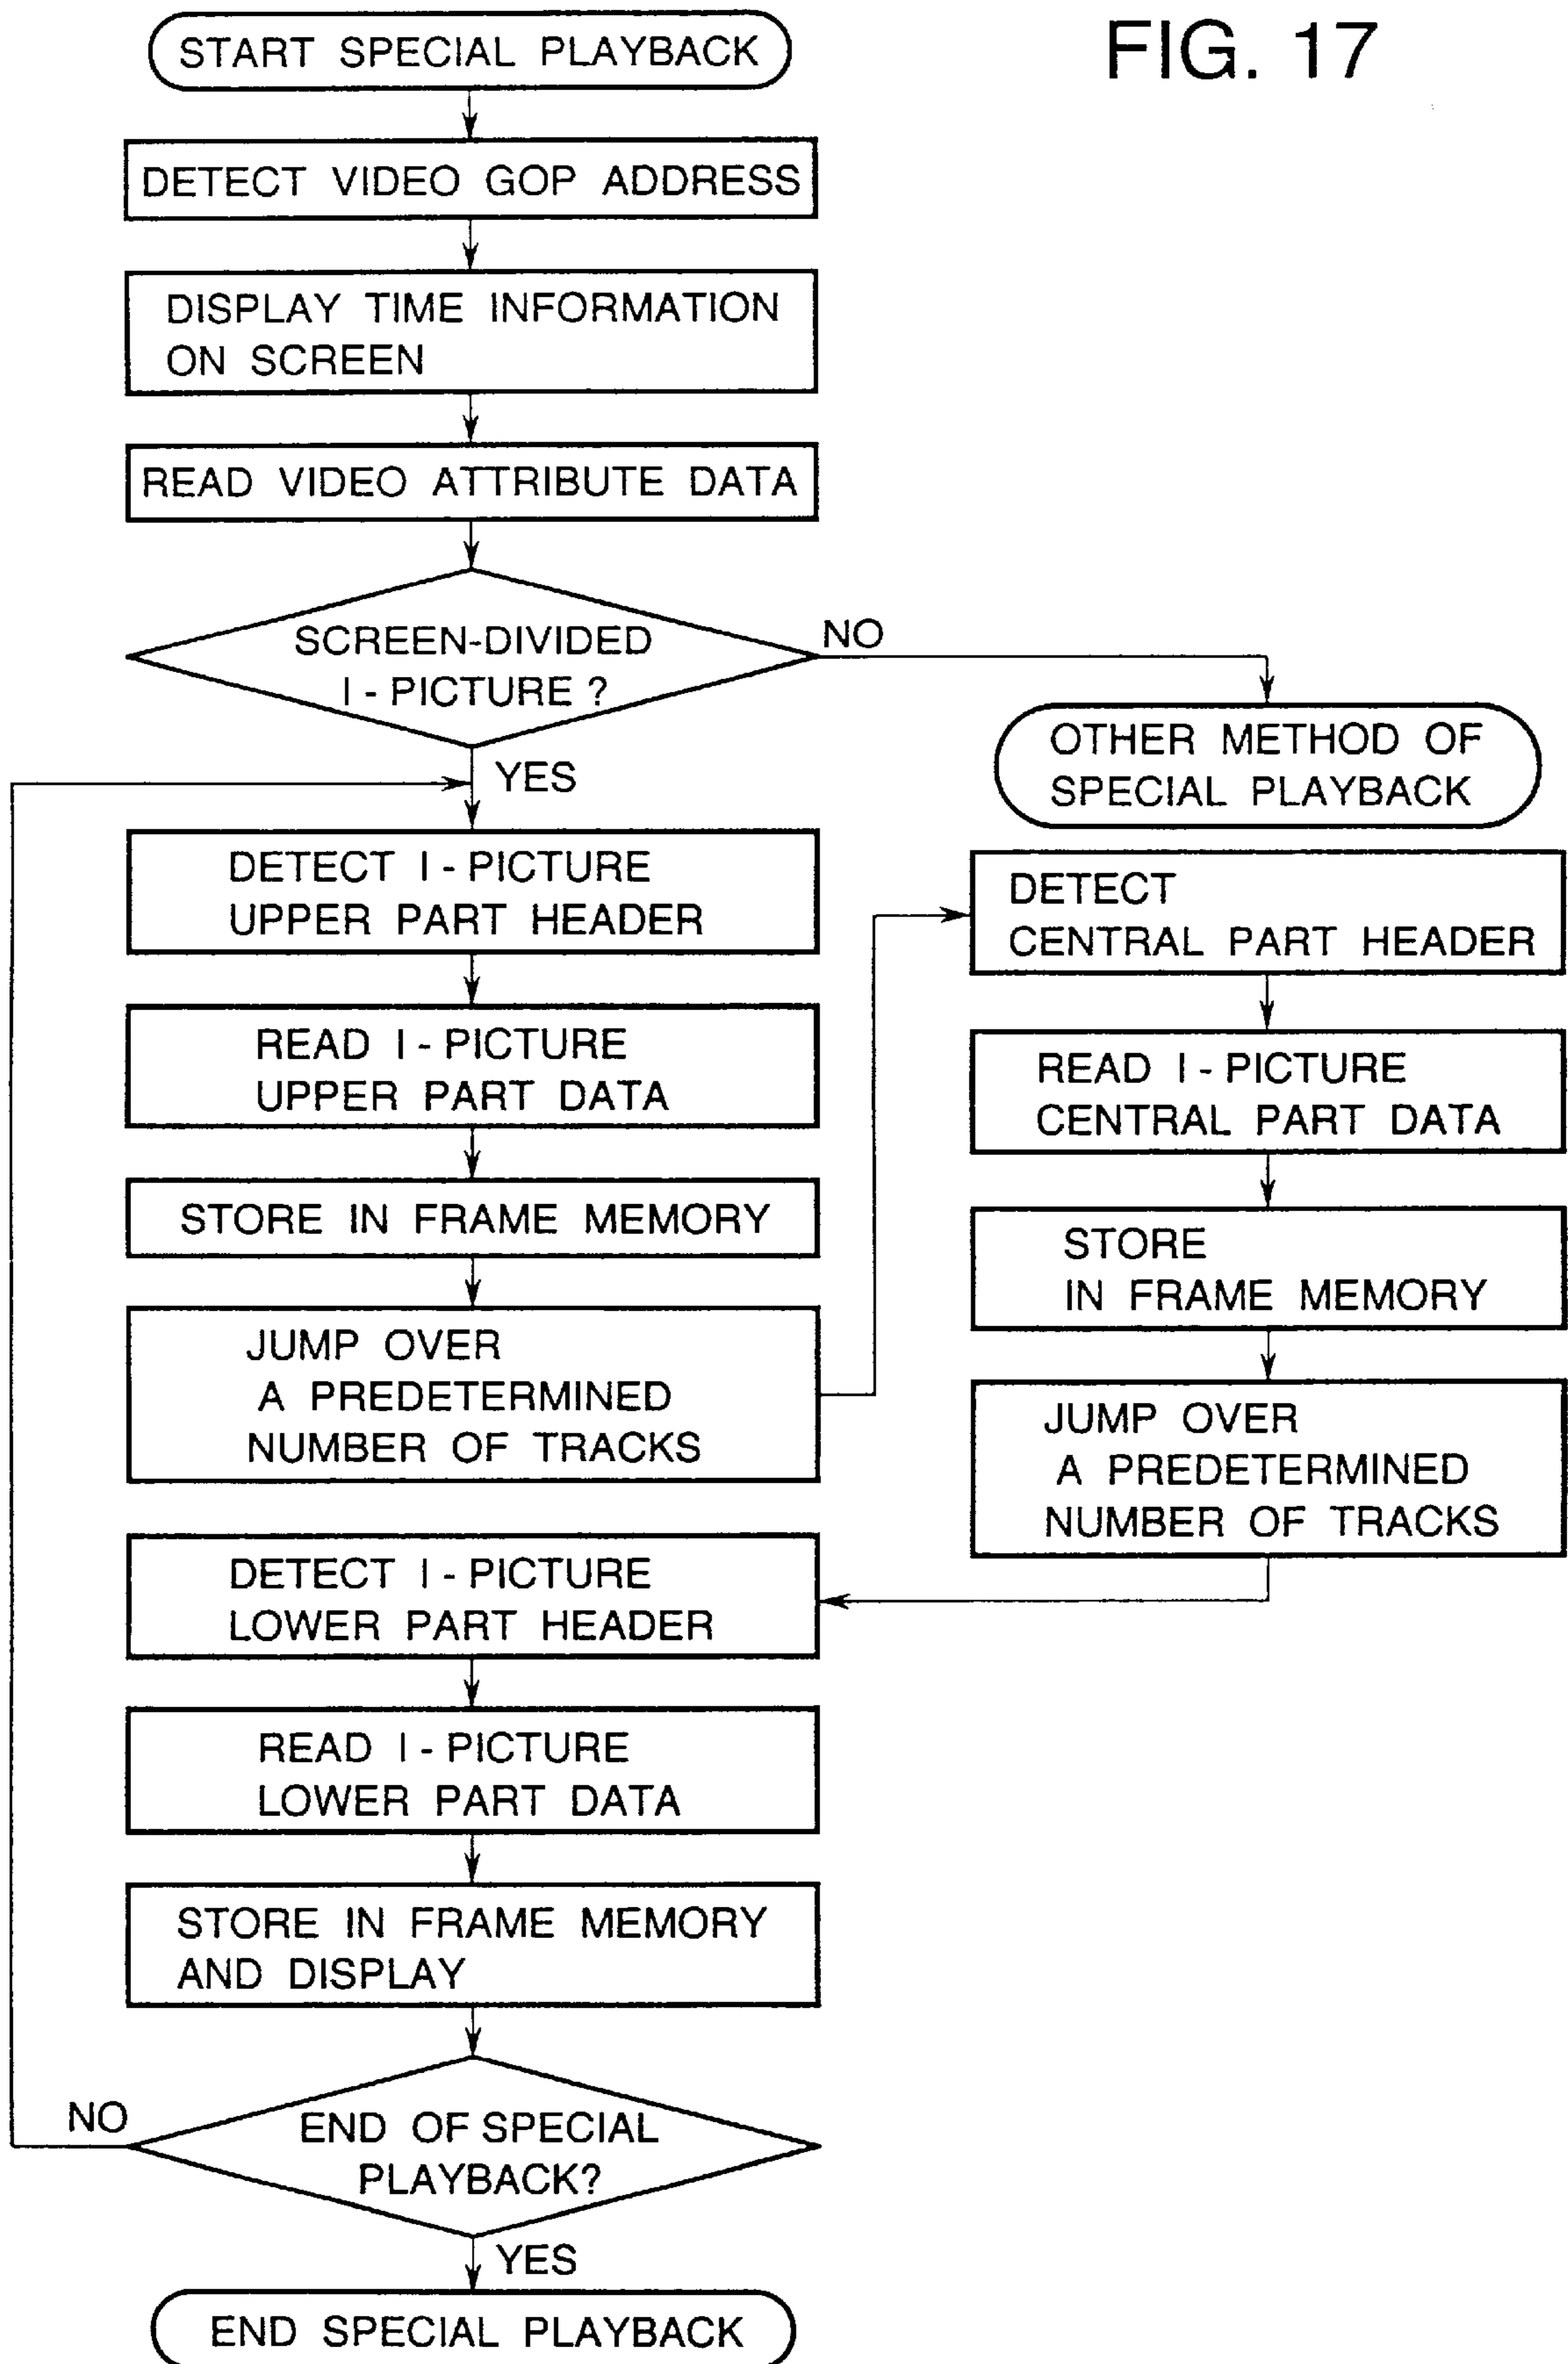 FIG. 17
START SPECIAL PLAYBACK
DETECT VIDEO GOP ADDRESS
DISPLAY TIME INFORMATION
ON SCREEN
READ VIDEO ATTRIBUTE DATA
SCREEN-DIVIDED
I - PICTURE ?
NO
YES
OTHER METHOD OF
SPECIAL PLAYBACK
DETECT I - PICTURE
UPPER PART HEADER
READ I - PICTURE
UPPER PART DATA
STORE IN FRAME MEMORY
JUMP OVER
A PREDETERMINED
NUMBER OF TRACKS
DETECT
CENTRAL PART HEADER
READ I - PICTURE
CENTRAL PART DATA
STORE
IN FRAME MEMORY
JUMP OVER
A PREDETERMINED
NUMBER OF TRACKS
DETECT I - PICTURE
LOWER PART HEADER
READ I - PICTURE
LOWER PART DATA
STORE IN FRAME MEMORY
AND DISPLAY
END OF SPECIAL
PLAYBACK?
NO
YES
END SPECIAL PLAYBACK